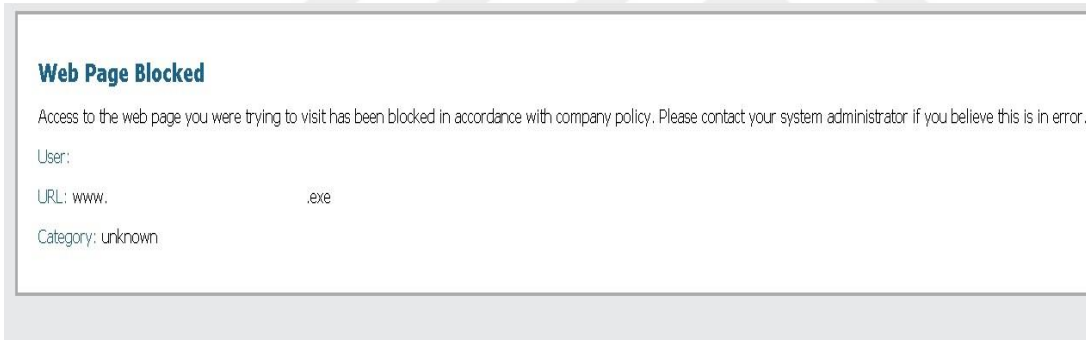 Web Page Blocked
Access to the web page you were trying to visit has been blocked in accordance with company policy. Please contact your system administrator if you believe this is in error.
User:
URL: www. .exe
Category: unknown